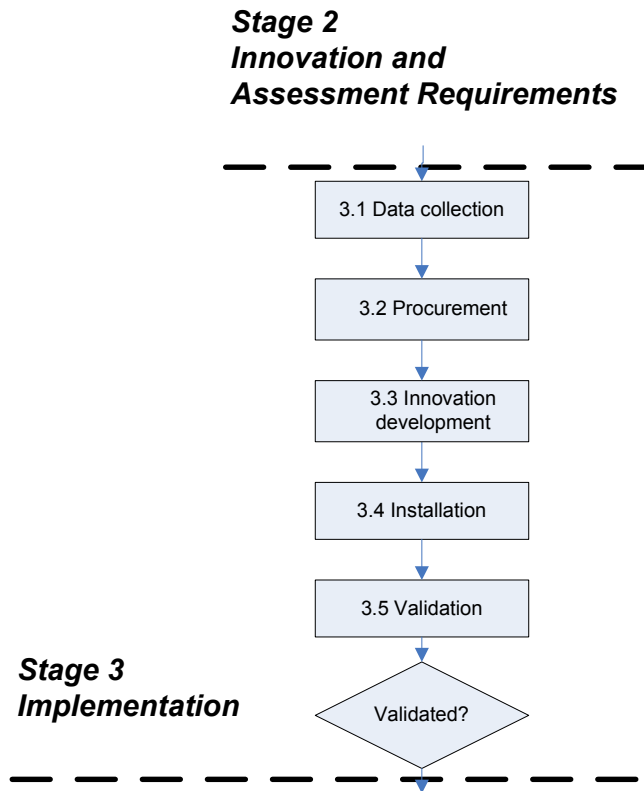 Stage 2
Innovation and
Assessment Requirements
3.1 Data collection
3.2 Procurement
3.3 Innovation
development
3.4 Installation
3.5 Validation
Stage 3
Implementation
Validated?